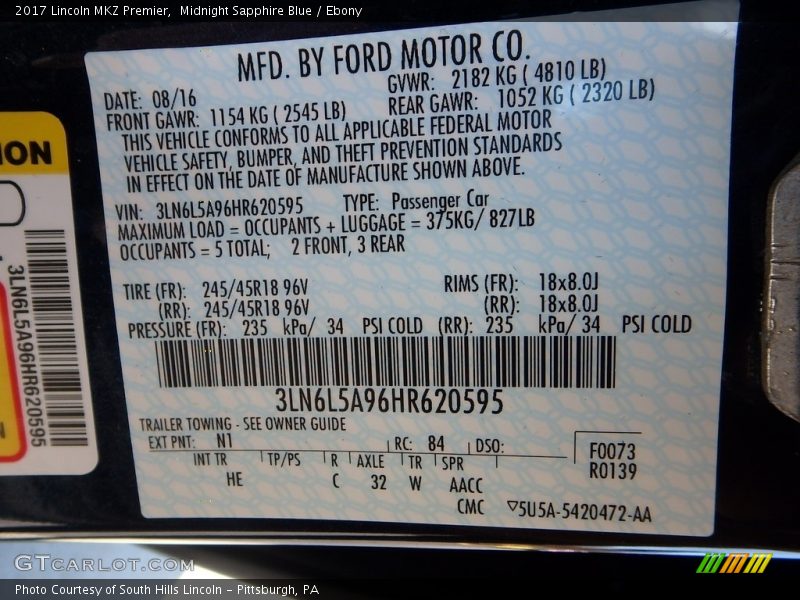 2017 Lincoln MKZ Premier,  Midnight Sapphire Blue / Ebony
MFD. BY FORD MOTOR CO.
DATE: 08/16
GVWR: 2182 KG ( 4810 LB)
FRONT GAWR: 1154 KG ( 2545 LB)
REAR GAWR: 1052 KG ( 2320 LB)
THIS VEHICLE CONFORMS TO ALL APPLICABLE FEDERAL MOTOR
VEHICLE SAFETY, BUMPER, AND THEFT PREVENTION STANDARDS
IN EFFECT ON THE DATE OF MANUFACTURE SHOWN ABOVE.
VIN: 3LN6L5A96HR620595 TYPE: Passenger Car
MAXIMUM LOAD = OCCUPANTS + LUGGAGE = 375KG/ 827LB
OCCUPANTS = 5 TOTAL; 2 FRONT, 3 REAR
TIRE (FR): 245/45R18 96V RIMS (FR): 18x8.0J
(RR): 245/45R18 96V (RR): 18x8.0J
PRESSURE (FR): 235 kPa/ 34 PSI COLD (RR): 235 kPa/ 34 PSI COLD
3LN6L5A96HR620595
TRAILER TOWING - SEE OWNER GUIDE
EXT PNT: N1 RC: 84 DSO:
F0073
R0139
INT TR TP/PS R AXLE TR SPR
HE C 32 W AACC
CMC
5U5A-5420472-AA
ION
3LN6L5A96HR620595
GTCARLOT.COM
Photo Courtesy of South Hills Lincoln - Pittsburgh, PA